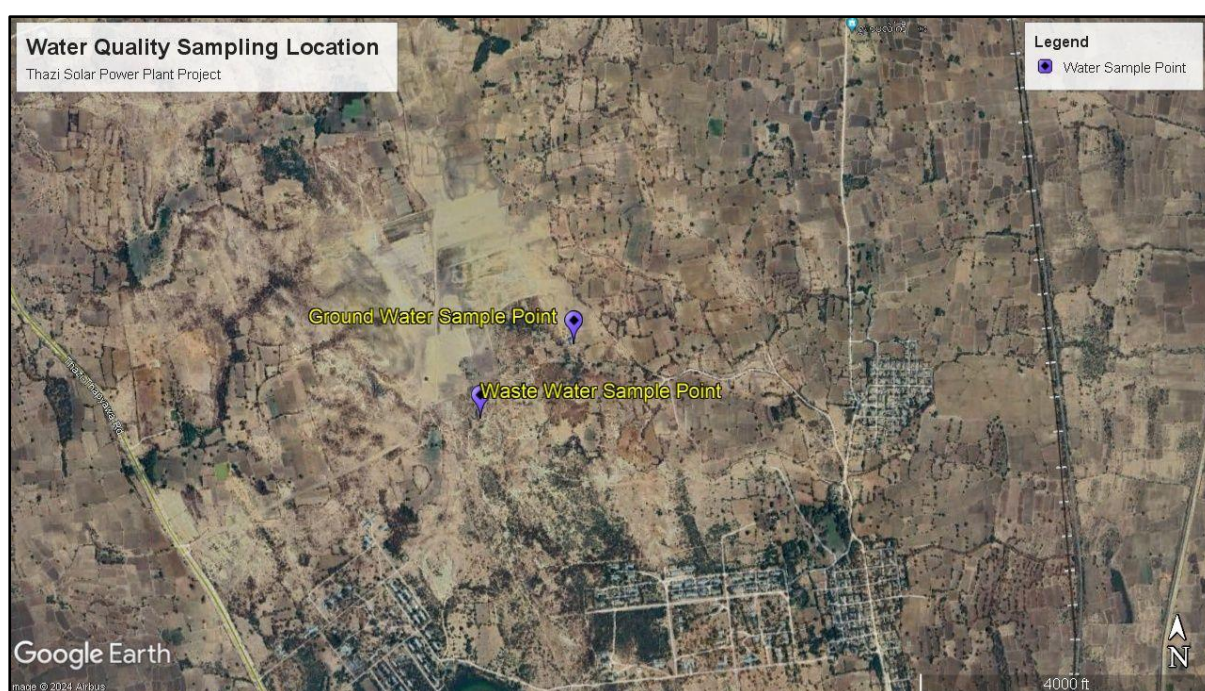 Water Quality Sampling Location
Thazi Solar Power Plant Project
Legend
Water Sample Point
Ground Water Sample Point
Waste Water Sample Point
Google Earth
mage © 2024 Airbus
4000 ft
N